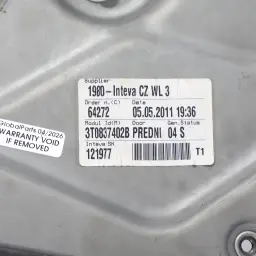 Supplier
1980-Inteva CZ WL 3
Order n.(C) Date
64272 05.05.2011 19:36
Modul Id(M) Door Gen.Status
3T0837402B PREDNI 04 S
Inteva SN
121977 T1
GlobalParts 04/2026
WARRANTY VOID
IF REMOVED